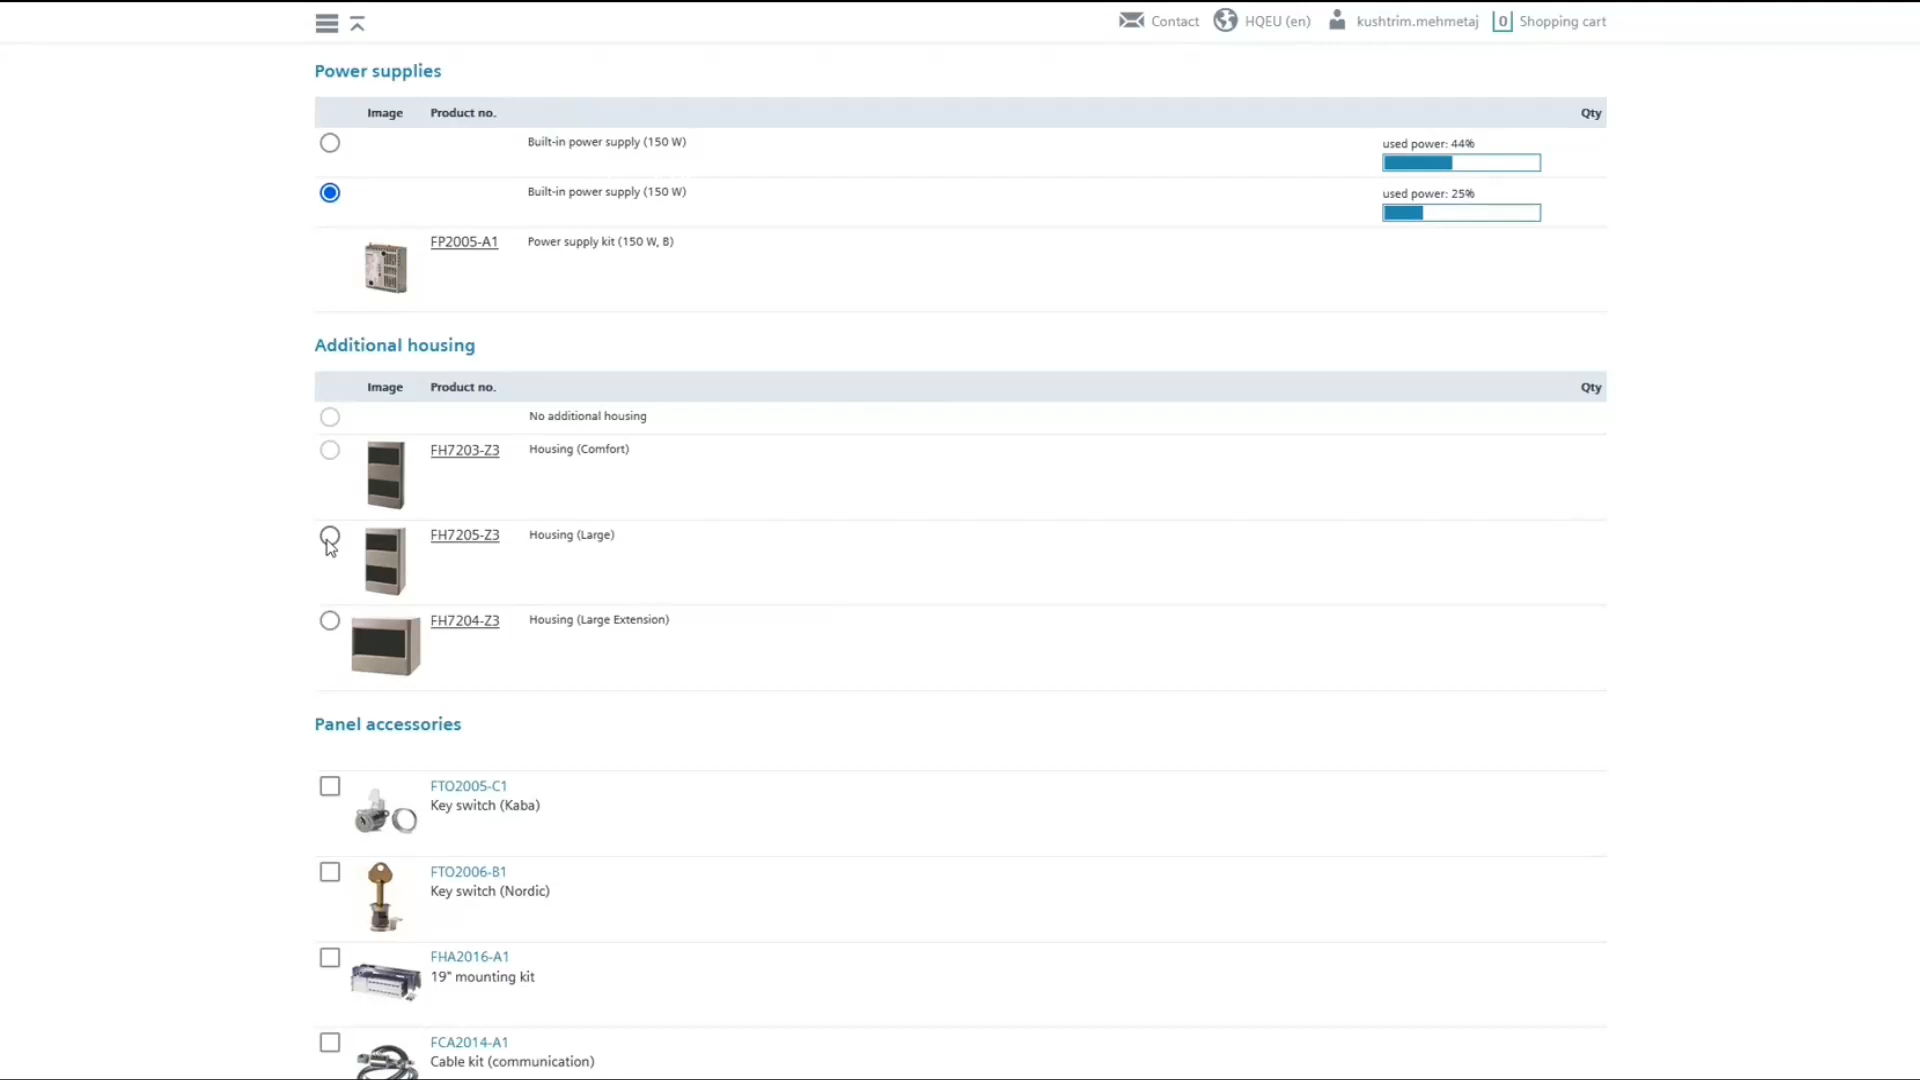 Contact HQEU (en) kushtrim.mehmetaj 0 Shopping cart
Power supplies
Image Product no. Qty
Built-in power supply (150 W) used power: 44%
Built-in power supply (150 W) used power: 25%
FP2005-A1 Power supply kit (150 W, B)
Additional housing
Image Product no. Qty
No additional housing
FH7203-Z3 Housing (Comfort)
FH7205-Z3 Housing (Large)
FH7204-Z3 Housing (Large Extension)
Panel accessories
FTO2005-C1
Key switch (Kaba)
FTO2006-B1
Key switch (Nordic)
FHA2016-A1
19" mounting kit
FCA2014-A1
Cable kit (communication)